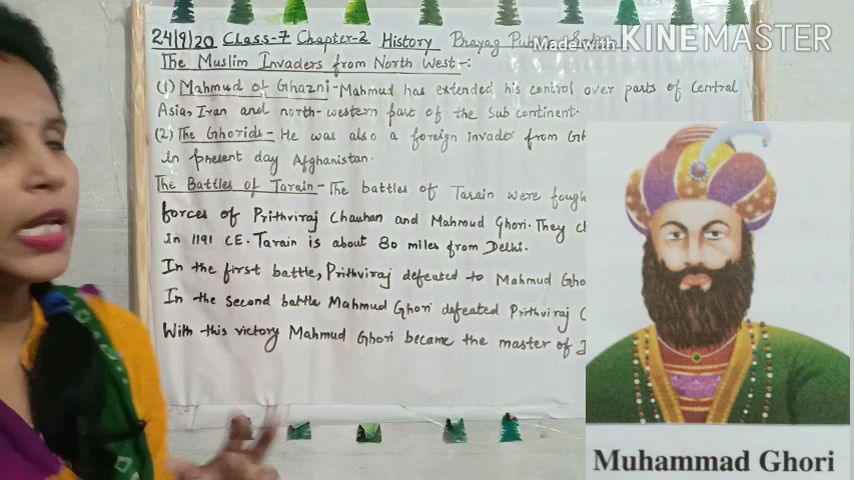 24/9/20 Class-7 Chapter-2 History Prayag
Made with KINEMASTER
The Muslim Invaders from North West-:
(1) Mahmud of Ghazni - Mahmud has extended his control over parts of Central
Asia, Iran and north-western part of the Sub continent.
(2) The Ghorids - He was also a foreign invader from Gh
in present day Afghanistan.
The Battles of Tarain - The battles of Tarain were fough
forces of Prithviraj Chauhan and Mahmud Ghori. They c
in 1191 CE. Tarain is about 80 miles from Delhi.
In the first battle, Prithviraj defeated to Mahmud Gho
In the second battle Mahmud Ghori defeated Prithviraj C
With this victory Mahmud Ghori became the master of
Muhammad Ghori